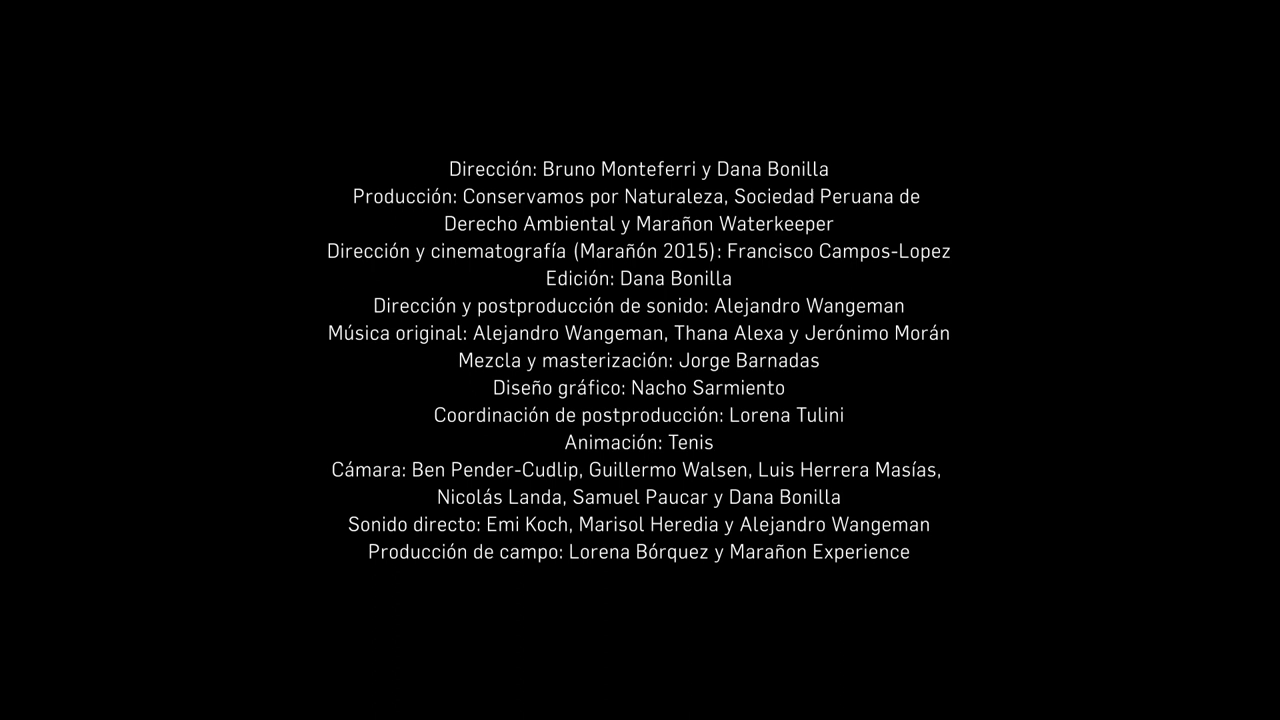 Dirección: Bruno Monteferri y Dana Bonilla
Producción: Conservamos por Naturaleza, Sociedad Peruana de
Derecho Ambiental y Marañon Waterkeeper
Dirección y cinematografía (Marañón 2015): Francisco Campos-Lopez
Edición: Dana Bonilla
Dirección y postproducción de sonido: Alejandro Wangeman
Música original: Alejandro Wangeman, Thana Alexa y Jerónimo Morán
Mezcla y masterización: Jorge Barnadas
Diseño gráfico: Nacho Sarmiento
Coordinación de postproducción: Lorena Tulini
Animación: Tenis
Cámara: Ben Pender-Cudlip, Guillermo Walsen, Luis Herrera Masías,
Nicolás Landa, Samuel Paucar y Dana Bonilla
Sonido directo: Emi Koch, Marisol Heredia y Alejandro Wangeman
Producción de campo: Lorena Bórquez y Marañon Experience